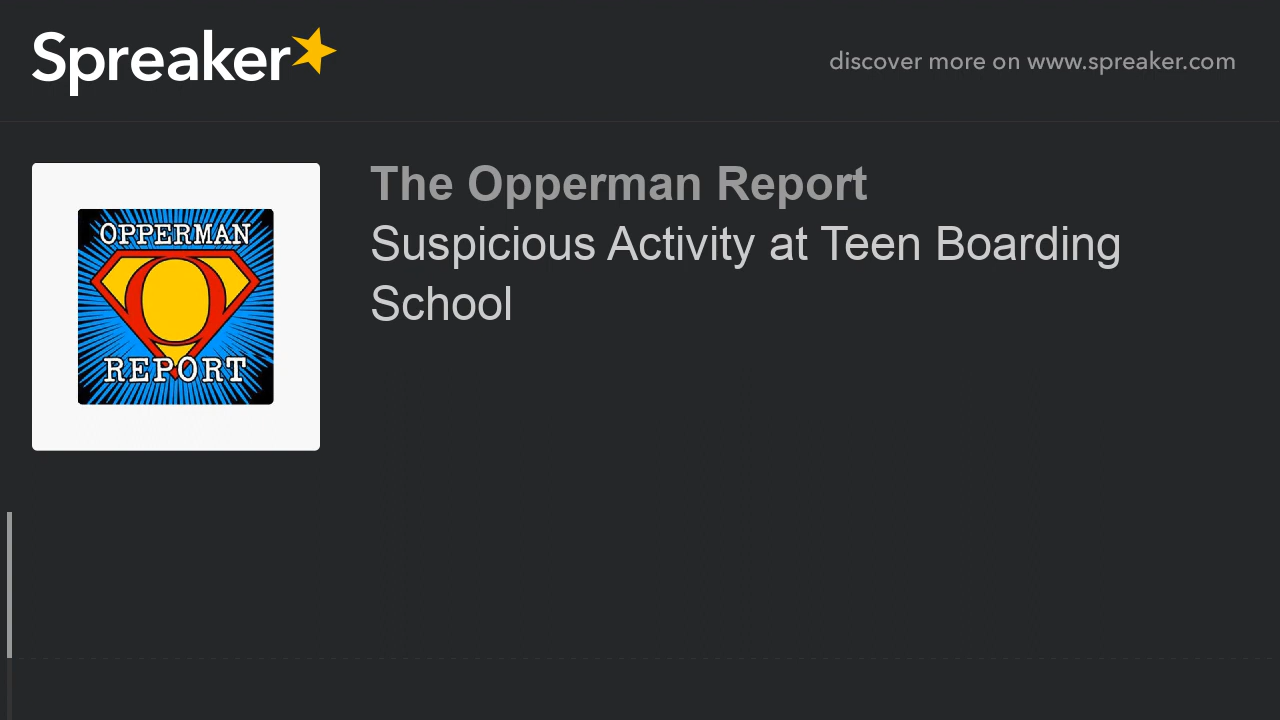 Spreaker
discover more on www.spreaker.com
OPPERMAN
REPORT
The Opperman Report
Suspicious Activity at Teen Boarding
School